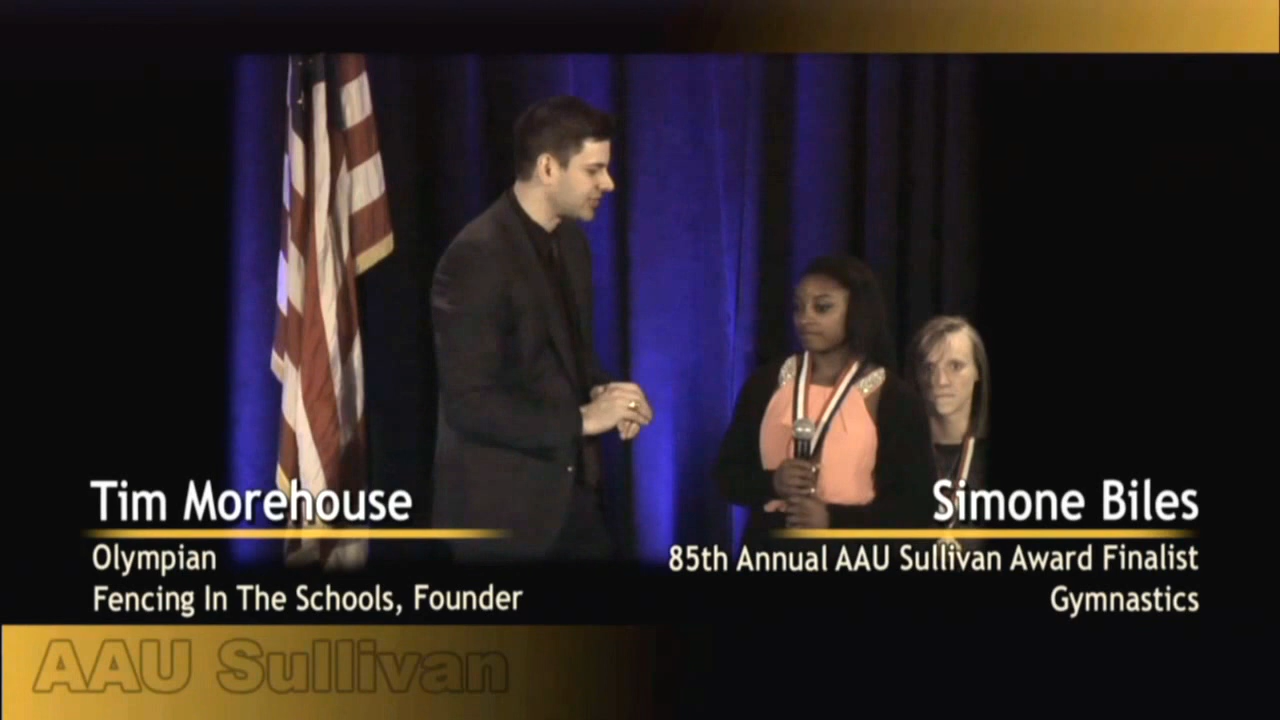 Tim Morehouse
Olympian
Fencing In The Schools, Founder
Simone Biles
85th Annual AAU Sullivan Award Finalist
Gymnastics
AAU Sullivan